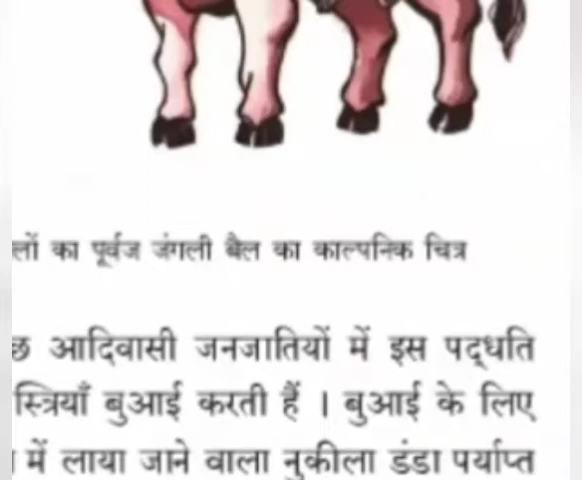 का पूर्वज जंगली बैल का काल्पनिक चित्र
आदिवासी जनजातियों में इस पद्धति
स्त्रियाँ बुआई करती हैं । बुआई के लिए
में लाया जाने वाला नुकीला डंडा पर्याप्त